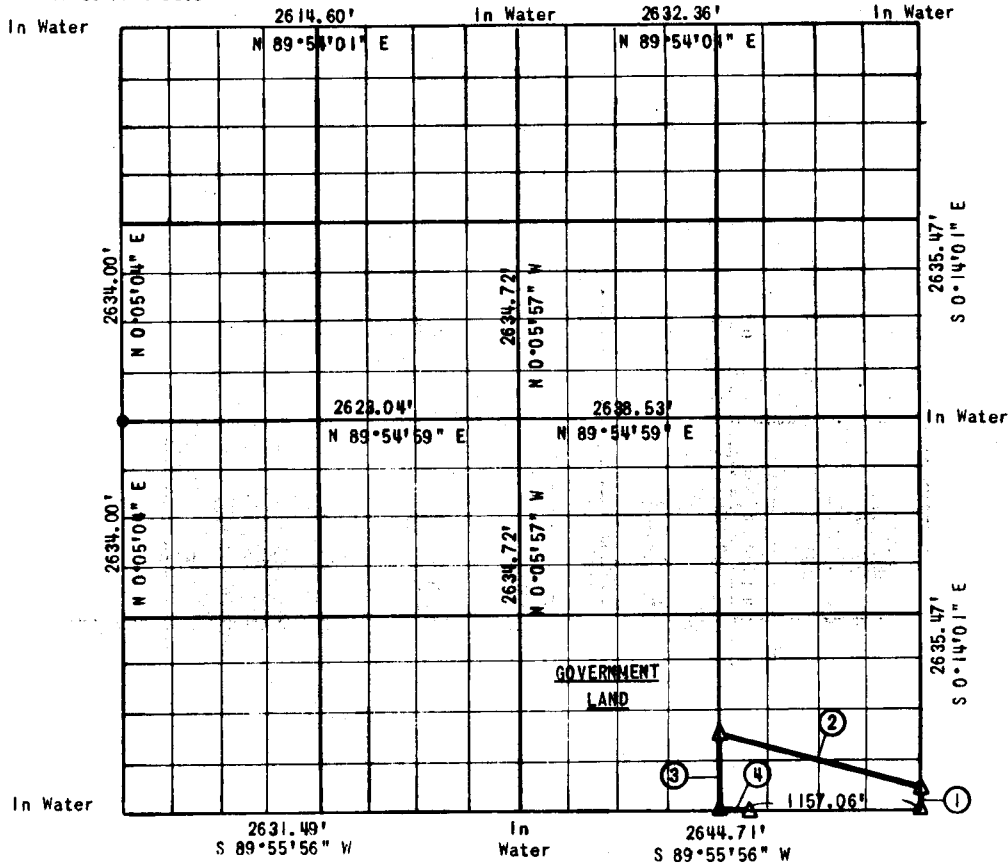 2614.60' In Water 2632.36' In Water
In Water
N 89°54'01" E N 89°54'01" E
2634.00'
N 0°05'04" E
2634.72'
N 0°05'57" W
2635.47'
S 0°14'01" E
2623.04' 2638.53' In Water
N 89°54'59" E N 89°54'59" E
2634.00'
N 0°05'04" E
2634.72'
N 0°05'57" W
2635.47'
S 0°14'01" E
GOVERNMENT
LAND
2
3 4 1157.06' 1
In Water
2631.49' In 2644.71'
S 89°55'56" W Water S 89°55'56" W